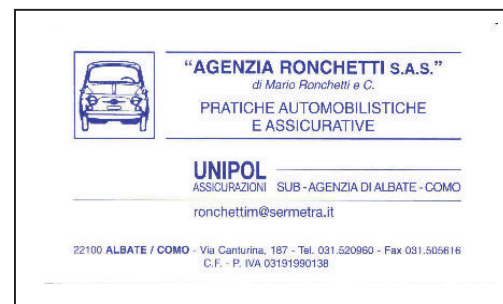 “AGENZIA RONCHETTI S.A.S.”
di Mario Ronchetti e C.
PRATICHE AUTOMOBILISTICHE
E ASSICURATIVE
UNIPOL
ASSICURAZIONI SUB - AGENZIA DI ALBATE - COMO
ronchettim@sermetra.it
22100 ALBATE / COMO - Via Canturina, 187 - Tel. 031.520960 - Fax 031.505616
C.F. - P. IVA 03191990138